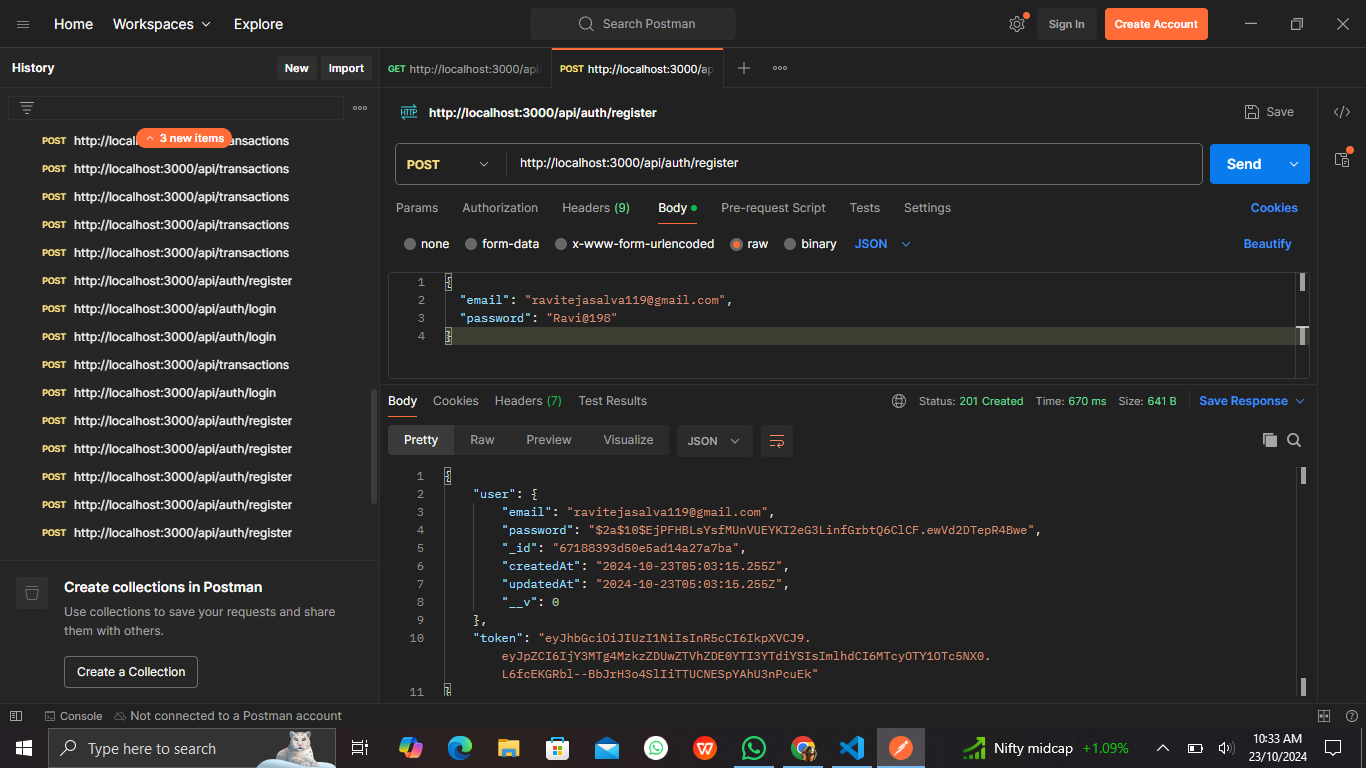 Home Workspaces Explore Search Postman Sign In Create Account
History New Import
GET http://localhost:3000/api
POST http://localhost:3000/ap
3 new items
POST http://local ansactions
POST http://localhost:3000/api/transactions
POST http://localhost:3000/api/transactions
POST http://localhost:3000/api/transactions
POST http://localhost:3000/api/transactions
POST http://localhost:3000/api/auth/register
POST http://localhost:3000/api/auth/login
POST http://localhost:3000/api/auth/login
POST http://localhost:3000/api/transactions
POST http://localhost:3000/api/auth/login
POST http://localhost:3000/api/auth/register
POST http://localhost:3000/api/auth/register
POST http://localhost:3000/api/auth/register
POST http://localhost:3000/api/auth/register
POST http://localhost:3000/api/auth/register
Create collections in Postman
Use collections to save your requests and share
them with others.
Create a Collection
HTTP http://localhost:3000/api/auth/register Save
POST http://localhost:3000/api/auth/register Send
Params Authorization Headers (9) Body Pre-request Script Tests Settings Cookies
none form-data x-www-form-urlencoded raw binary JSON Beautify
1 {
2 "email": "ravitejasalva119@gmail.com",
3 "password": "Ravi@198"
4 }
Body Cookies Headers (7) Test Results Status: 201 Created Time: 670 ms Size: 641 B Save Response
Pretty Raw Preview Visualize JSON
1 {
2 "user": {
3 "email": "ravitejasalva119@gmail.com",
4 "password": "$2a$10$EjPFHBLsYsfMUnVUEYKI2eG3LinfGrbtQ6ClCF.ewVd2DTepR4Bwe",
5 "_id": "67188393d50e5ad14a27a7ba",
6 "createdAt": "2024-10-23T05:03:15.255Z",
7 "updatedAt": "2024-10-23T05:03:15.255Z",
8 "__v": 0
9 },
10 "token": "eyJhbGciOiJIUzI1NiIsInR5cCI6IkpXVCJ9.
eyJpZCI6IjY3MTg4MzkzZDUwZTVhZDE0YTI3YTdiYSIsImlhdCI6MTcyOTY1OTc5NX0.
L6fcEKGRbl--BbJrH3o4SlIiTTUCNESpYAhU3nPcuEk"
11 }
Console Not connected to a Postman account
Type here to search Nifty midcap +1.09% 10:33 AM
23/10/2024